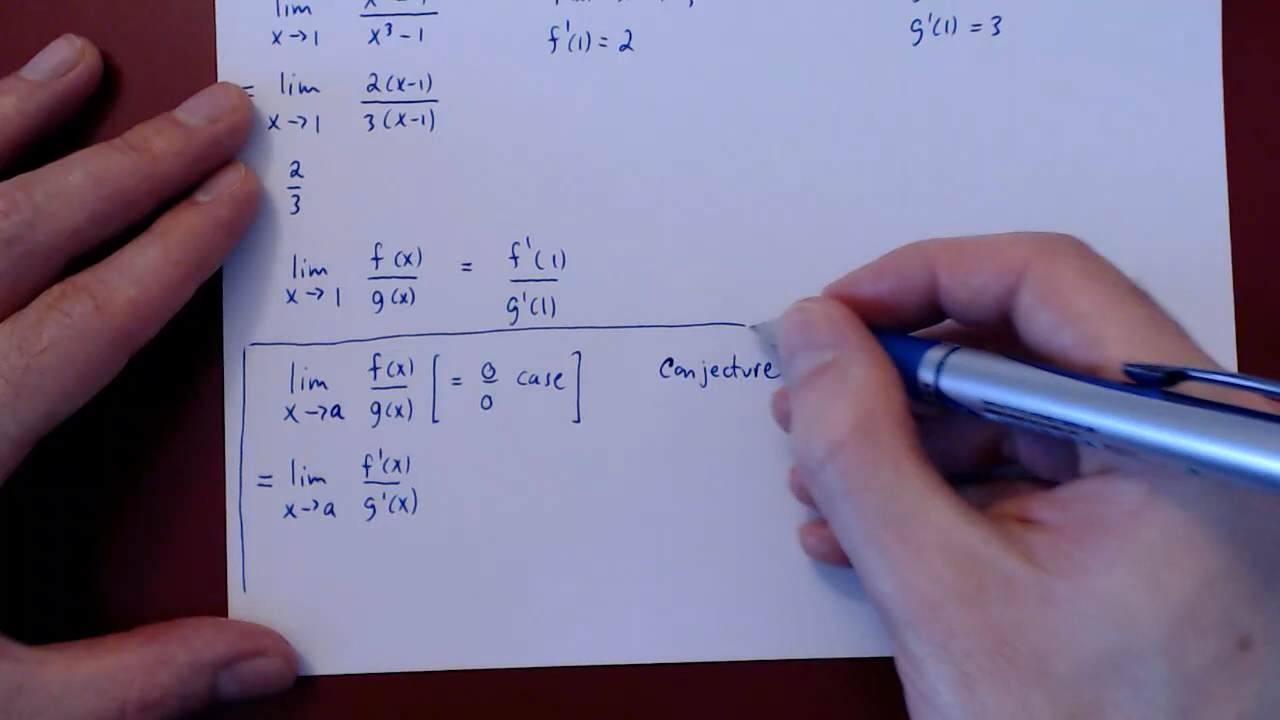 lim
x→1 x³-1 f'(1) = 2 g'(1) = 3
= lim 2(x-1)
x→1 3(x-1)
2
3
lim f(x) = f'(1)
x→1 g(x) g'(1)
lim f(x) [= 0 case] Conjecture
x→a g(x) 0
= lim f'(x)
x→a g'(x)